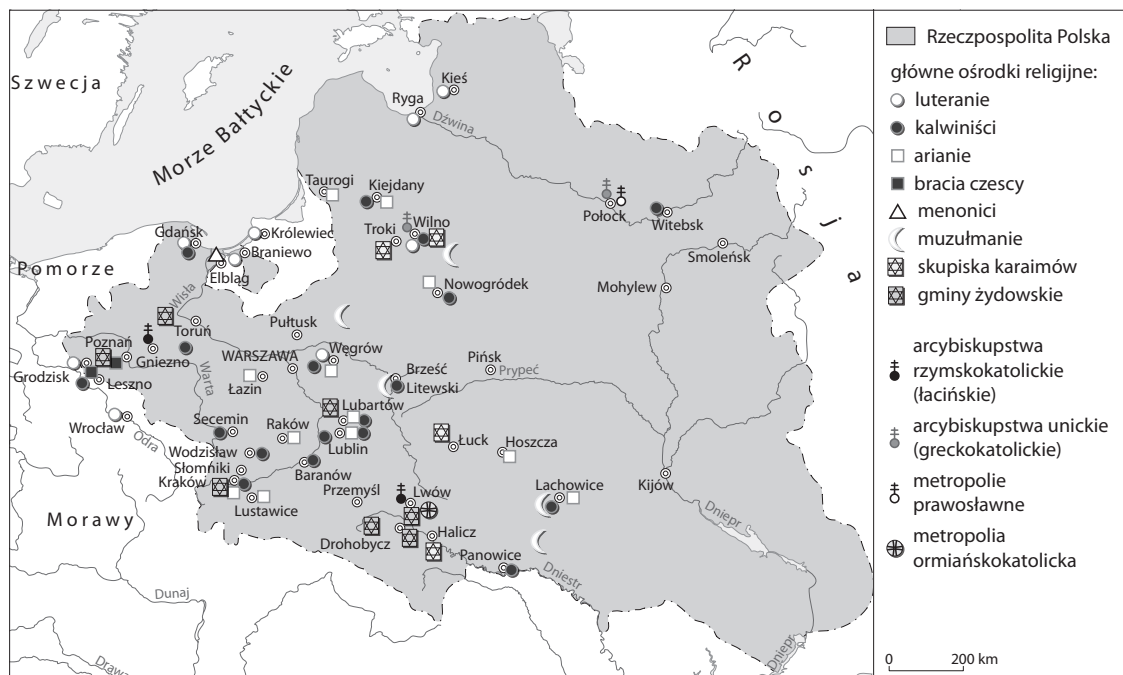 Szwecja
Morze Bałtyckie
Rosja
Kieś
Ryga
Dźwina
Taurogi
Kiejdany
Połock
Witebsk
Troki
Wilno
Smoleńsk
Gdańsk
Królewiec
Braniewo
Elbląg
Pomorze
Nowogródek
Mohylew
Wisła
Toruń
Pułtusk
Poznań
Gniezno
WARSZAWA
Węgrów
Brześć
Litewski
Pińsk
Prypeć
Grodzisk
Leszno
Warta
Łazin
Wrocław
Odra
Lubartów
Secemin
Raków
Lublin
Łuck
Hoszcza
Wodzisław
Słomniki
Kraków
Baranów
Lustawice
Przemyśl
Lwów
Lachowice
Kijów
Dniepr
Morawy
Drohobycz
Halicz
Panowice
Dniestr
Dunaj
Drawa
Dniepr
Rzeczpospolita Polska
główne ośrodki religijne:
luteranie
kalwiniści
arianie
bracia czescy
menonici
muzułmanie
skupiska karaimów
gminy żydowskie
arcybiskupstwa
rzymskokatolickie
(łacińskie)
arcybiskupstwa unickie
(greckokatolickie)
metropolie
prawosławne
metropolia
ormiańskokatolicka
0 200 km